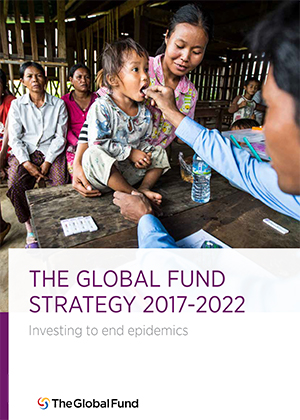 THE GLOBAL FUND
STRATEGY 2017-2022
Investing to end epidemics
The Global Fund